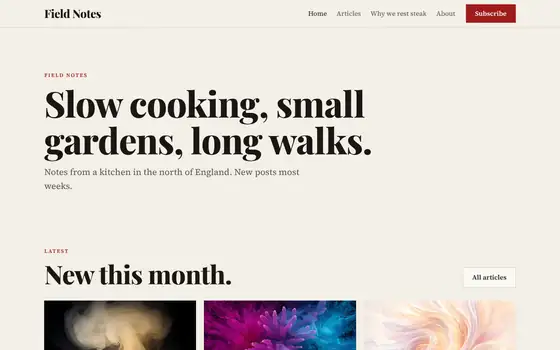 Field Notes
Home Articles Why we rest steak About Subscribe
FIELD NOTES
Slow cooking, small
gardens, long walks.
Notes from a kitchen in the north of England. New posts most
weeks.
LATEST
New this month.
All articles